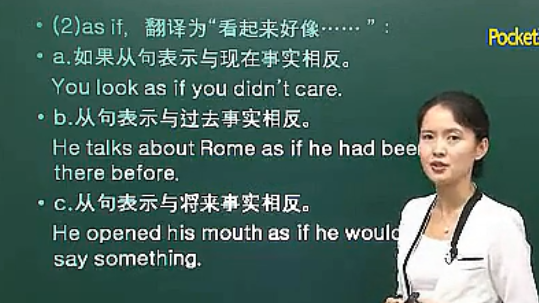 (2)as if, 翻译为“看起来好像……”:
Pocket
a.如果从句表示与现在事实相反。
You look as if you didn't care.
b.从句表示与过去事实相反。
He talks about Rome as if he had been
there before.
c.从句表示与将来事实相反。
He opened his mouth as if he would
say something.